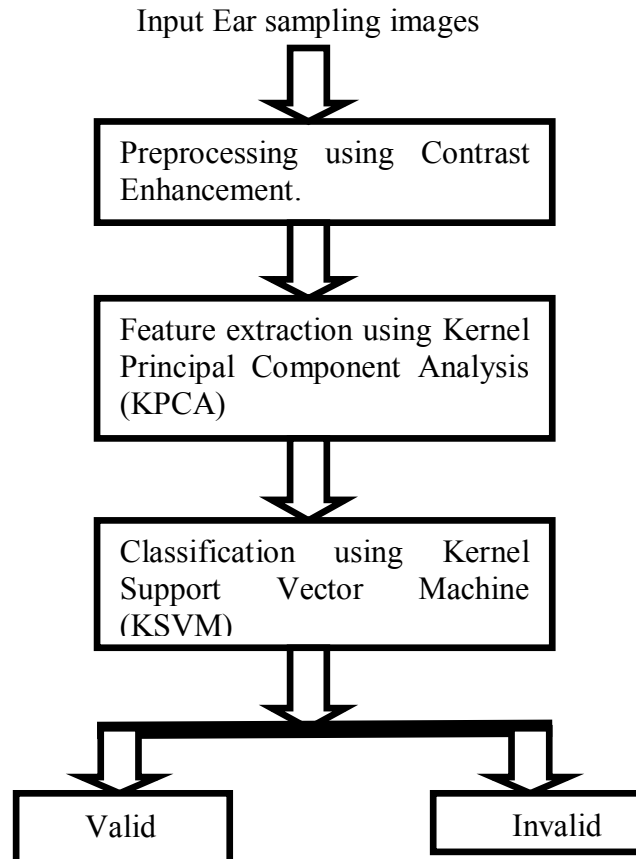 Input Ear sampling images
Preprocessing using Contrast
Enhancement.
Feature extraction using Kernel
Principal Component Analysis
(KPCA)
Classification using Kernel
Support Vector Machine
(KSVM)
Valid
Invalid